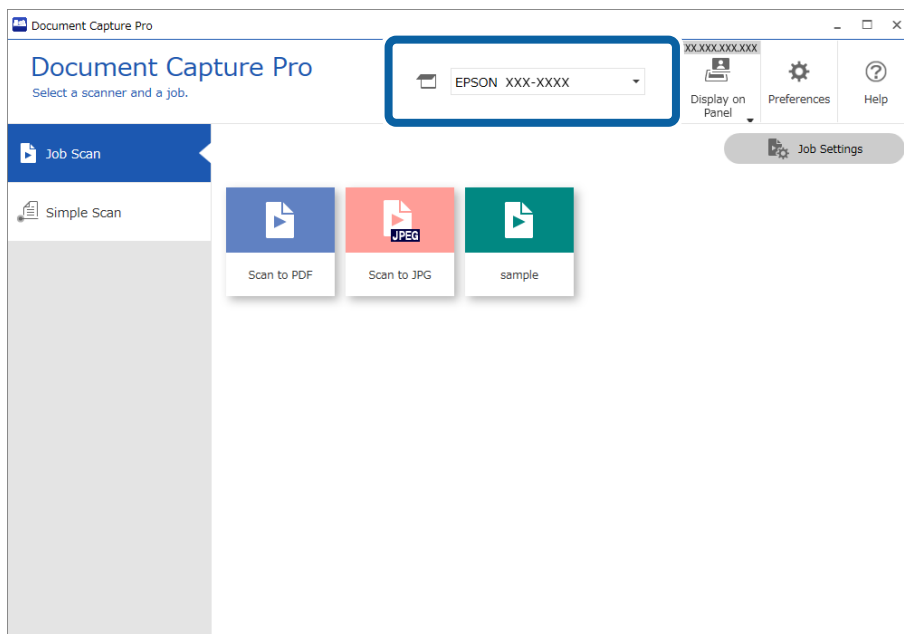 Document Capture Pro
Document Capture Pro
Select a scanner and a job.
EPSON XXX-XXXX
XX.XXX.XXX.XXX
Display on
Panel
Preferences
Help
Job Scan
Job Settings
Simple Scan
JPEG
Scan to PDF
Scan to JPG
sample